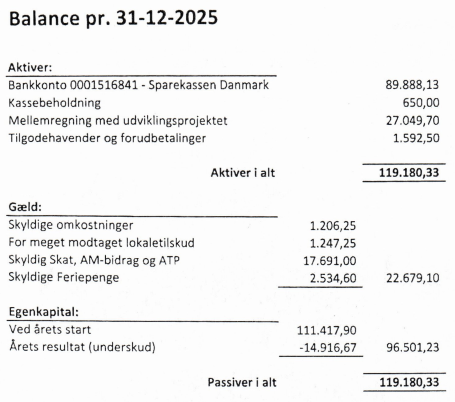 Balance pr. 31-12-2025
Aktiver:
Bankkonto 0001516841 - Sparekassen Danmark 89.888,13
Kassebeholdning 650,00
Mellemregning med udviklingsprojektet 27.049,70
Tilgodehavender og forudbetalinger 1.592,50
Aktiver i alt 119.180,33
Gæld:
Skyldige omkostninger 1.206,25
For meget modtaget lokaletilskud 1.247,25
Skyldig Skat, AM-bidrag og ATP 17.691,00
Skyldige Feriepenge 2.534,60 22.679,10
Egenkapital:
Ved årets start 111.417,90
Årets resultat (underskud) -14.916,67 96.501,23
Passiver i alt 119.180,33